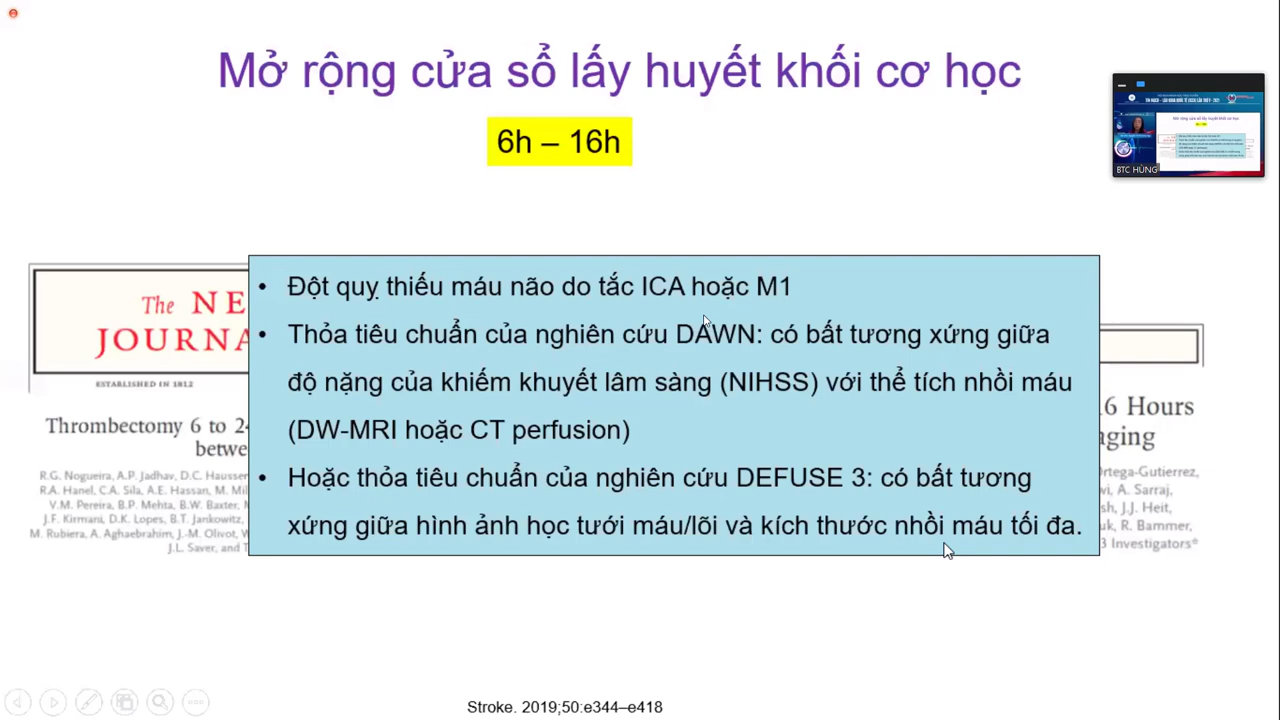 Mở rộng cửa sổ lấy huyết khối cơ học
6h – 16h
BTC HÙNG
• Đột quỵ thiếu máu não do tắc ICA hoặc M1
• Thỏa tiêu chuẩn của nghiên cứu DAWN: có bất tương xứng giữa
độ nặng của khiếm khuyết lâm sàng (NIHSS) với thể tích nhồi máu
(DW-MRI hoặc CT perfusion)
• Hoặc thỏa tiêu chuẩn của nghiên cứu DEFUSE 3: có bất tương
xứng giữa hình ảnh học tưới máu/lõi và kích thước nhồi máu tối đa.
The NE
JOURNA
ESTABLISHED IN 1812
Thrombectomy 6 to 24
betwe
R.G. Nogueira, A.P. Jadhav, D.C. Haussen
R.A. Hanel, C.A. Sila, A.E. Hassan, M. Mil
V.M. Pereira, B.P. Mehta, B.W. Baxter,
J.F. Kirmani, D.K. Lopes, B.T. Jankowitz,
M. Rubiera, A. Aghaebrahim, J.-M. Olivot,
J.L. Saver, and T
6 Hours
aging
Ortega-Gutierrez,
wi, A. Sarraj,
sh, J.J. Heit,
uk, R. Bammer,
3 Investigators*
Stroke. 2019;50:e344–e418